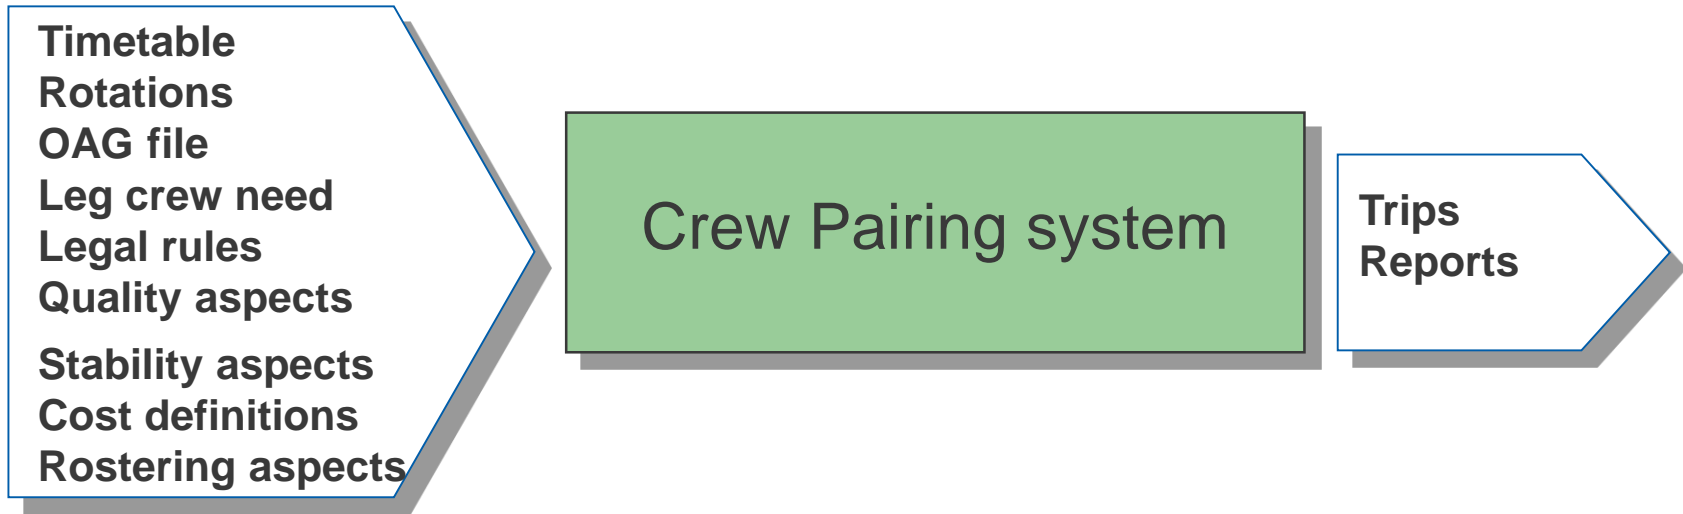 Timetable
Rotations
OAG file
Leg crew need
Legal rules
Quality aspects
Stability aspects
Cost definitions
Rostering aspects
Crew Pairing system
Trips
Reports